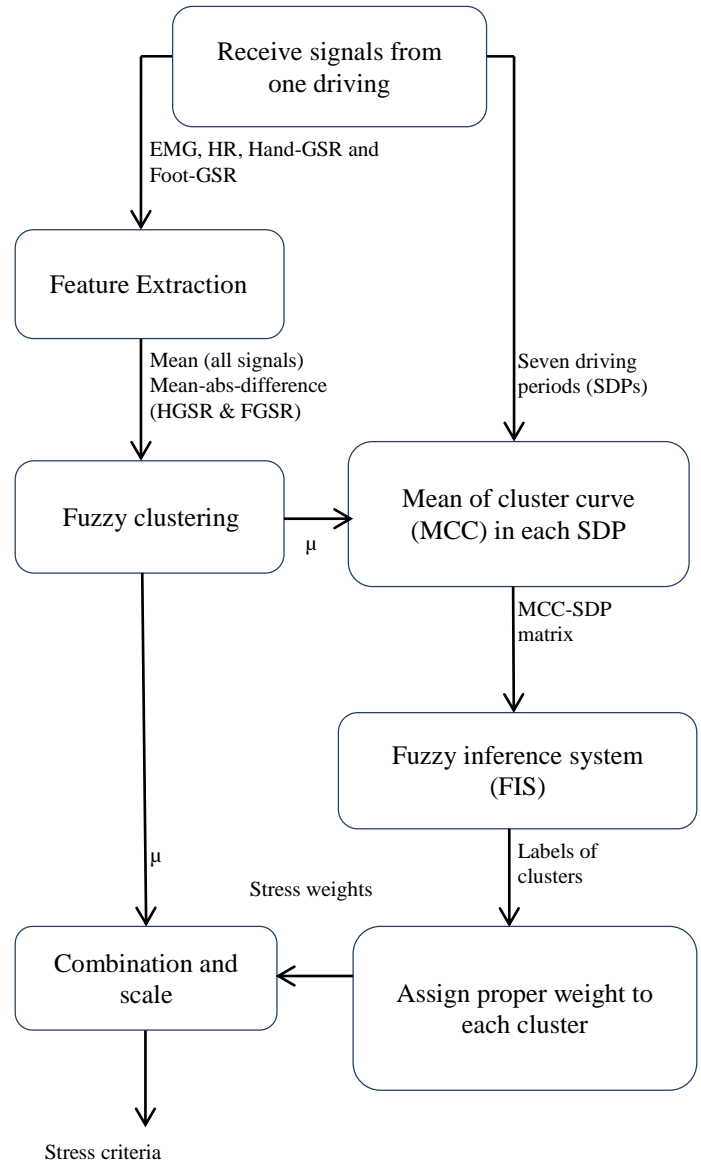 Receive signals from
one driving
EMG, HR, Hand-GSR and
Foot-GSR
Feature Extraction
Mean (all signals)
Mean-abs-difference
(HGSR & FGSR)
Seven driving
periods (SDPs)
Fuzzy clustering
μ
Mean of cluster curve
(MCC) in each SDP
MCC-SDP
matrix
Fuzzy inference system
(FIS)
Labels of
clusters
μ
Stress weights
Combination and
scale
Assign proper weight to
each cluster
Stress criteria